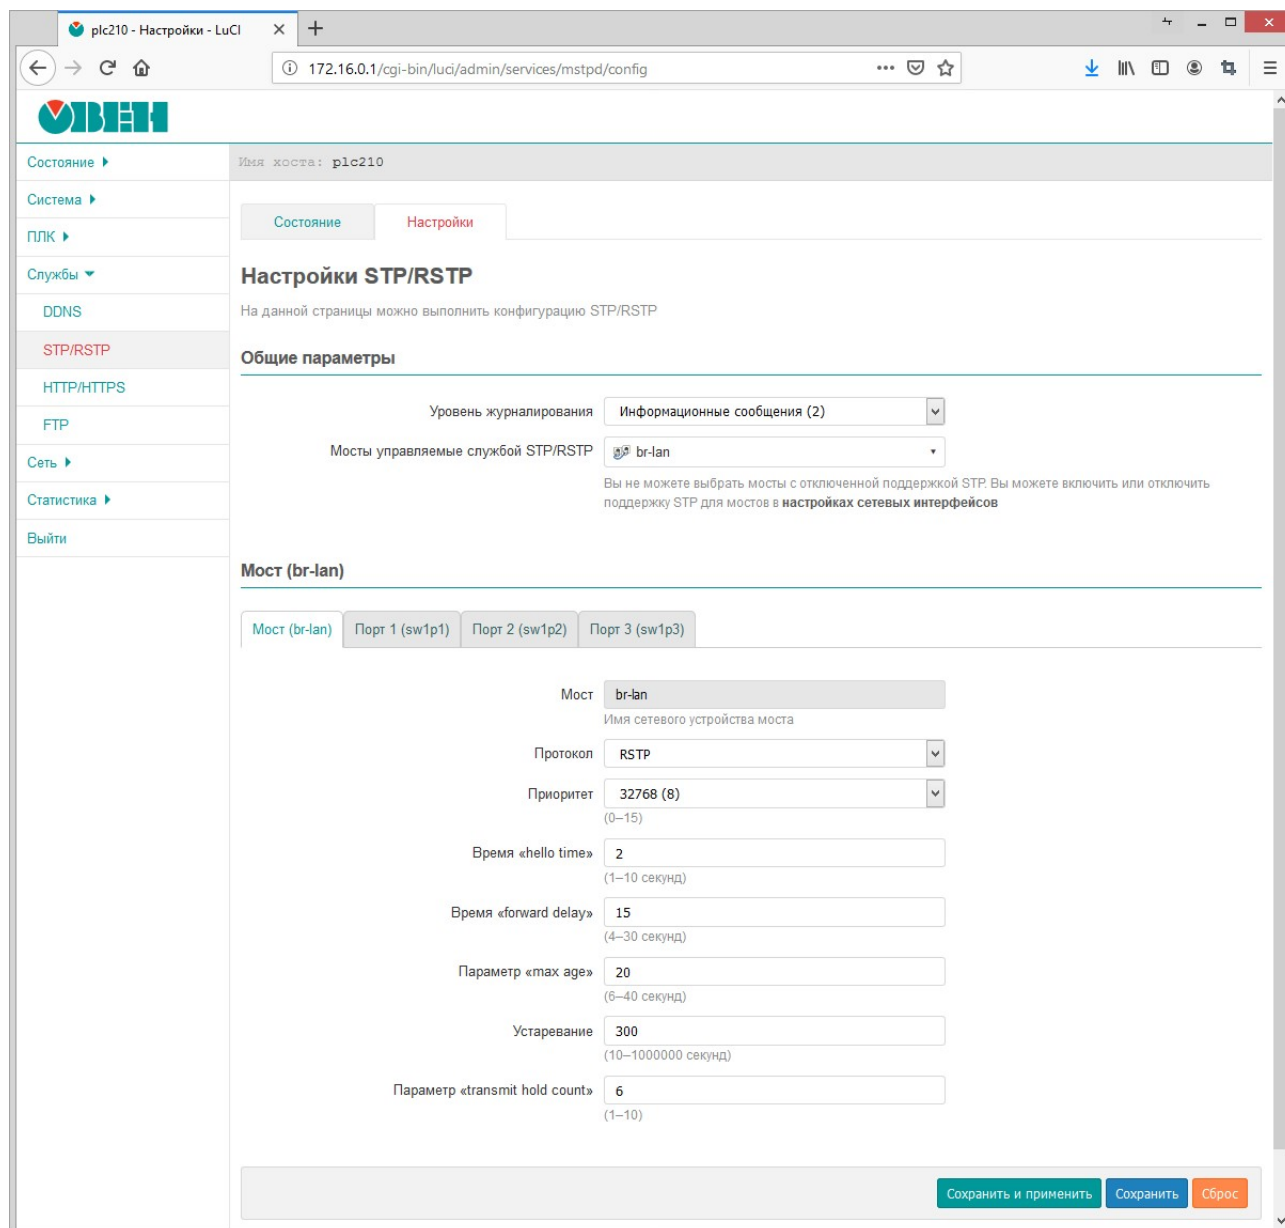 plc210 - Настройки - LuCI
172.16.0.1/cgi-bin/luci/admin/services/mstpd/config
ОВЕН
Состояние
Имя хоста: plc210
Система
ПЛК
Службы
DDNS
STP/RSTP
HTTP/HTTPS
FTP
Сеть
Статистика
Выйти
Состояние Настройки
Настройки STP/RSTP
На данной страницы можно выполнить конфигурацию STP/RSTP
Общие параметры
Уровень журналирования Информационные сообщения (2)
Мосты управляемые службой STP/RSTP br-lan
Вы не можете выбрать мосты с отключенной поддержкой STP. Вы можете включить или отключить
поддержку STP для мостов в настройках сетевых интерфейсов
Мост (br-lan)
Мост (br-lan) Порт 1 (sw1p1) Порт 2 (sw1p2) Порт 3 (sw1p3)
Мост br-lan
Имя сетевого устройства моста
Протокол RSTP
Приоритет 32768 (8)
(0–15)
Время «hello time» 2
(1–10 секунд)
Время «forward delay» 15
(4–30 секунд)
Параметр «max age» 20
(6–40 секунд)
Устаревание 300
(10–1000000 секунд)
Параметр «transmit hold count» 6
(1–10)
Сохранить и применить Сохранить Сброс